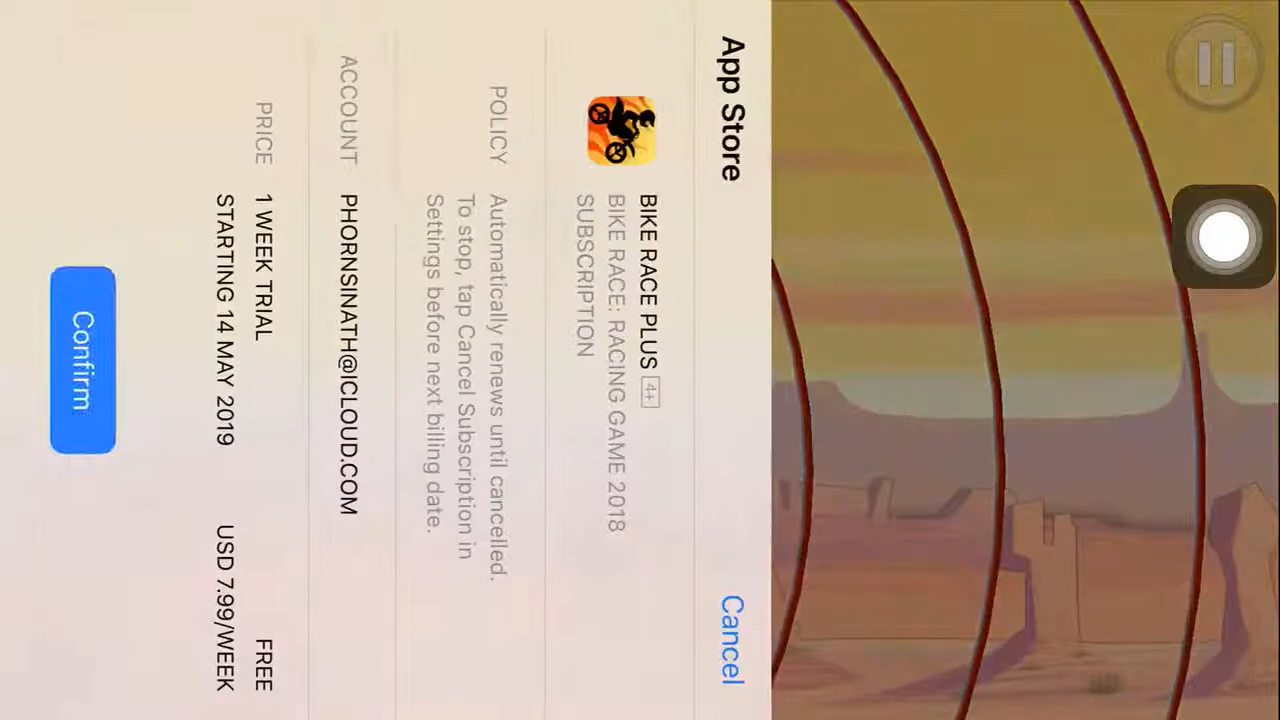 App Store
Cancel
BIKE RACE PLUS 4+
BIKE RACE: RACING GAME 2018
SUBSCRIPTION
POLICY
Automatically renews until cancelled.
To stop, tap Cancel Subscription in
Settings before next billing date.
ACCOUNT
PHORNSINATH@ICLOUD.COM
PRICE
1 WEEK TRIAL
FREE
STARTING 14 MAY 2019
USD 7.99/WEEK
Confirm